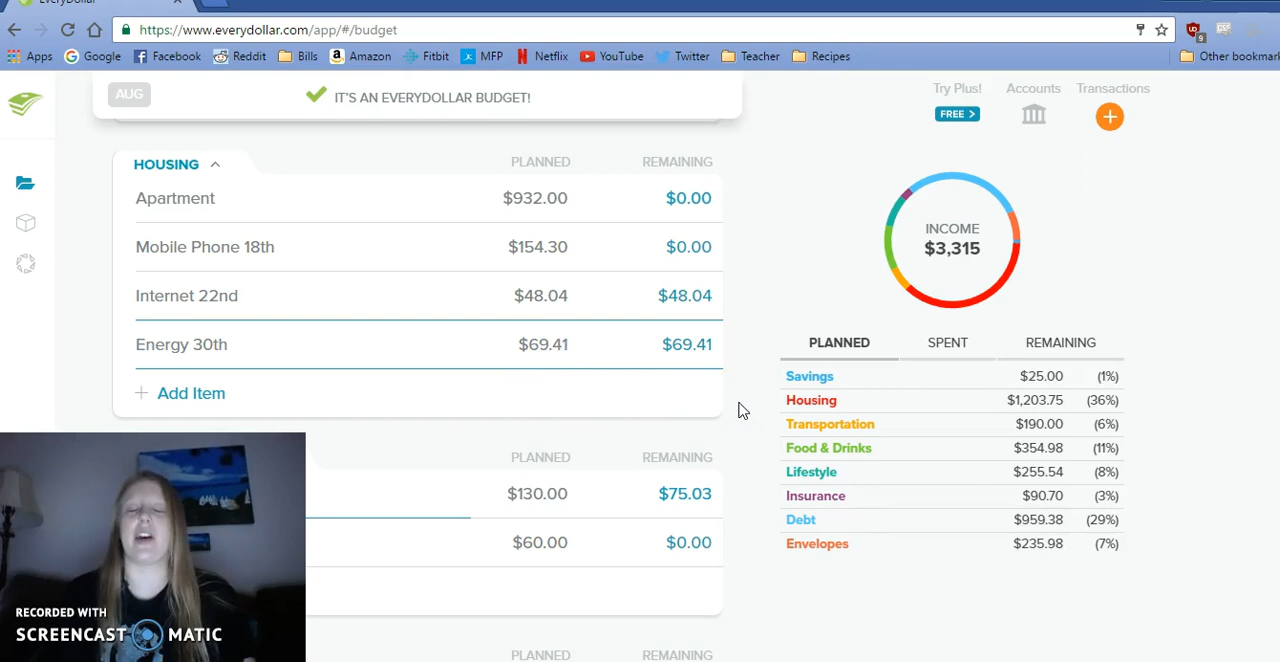 EveryDollar
https://www.everydollar.com/app/#/budget
9
Apps Google Facebook Reddit Bills Amazon Fitbit MFP Netflix YouTube Twitter Teacher Recipes Other bookmar
AUG
IT'S AN EVERYDOLLAR BUDGET!
Try Plus! Accounts Transactions
FREE >
HOUSING PLANNED REMAINING
Apartment $932.00 $0.00
Mobile Phone 18th $154.30 $0.00
Internet 22nd $48.04 $48.04
Energy 30th $69.41 $69.41
+ Add Item
PLANNED REMAINING
$130.00 $75.03
$60.00 $0.00
PLANNED REMAINING
INCOME
$3,315
PLANNED SPENT REMAINING
Savings $25.00 (1%)
Housing $1,203.75 (36%)
Transportation $190.00 (6%)
Food & Drinks $354.98 (11%)
Lifestyle $255.54 (8%)
Insurance $90.70 (3%)
Debt $959.38 (29%)
Envelopes $235.98 (7%)
RECORDED WITH
SCREENCAST MATIC